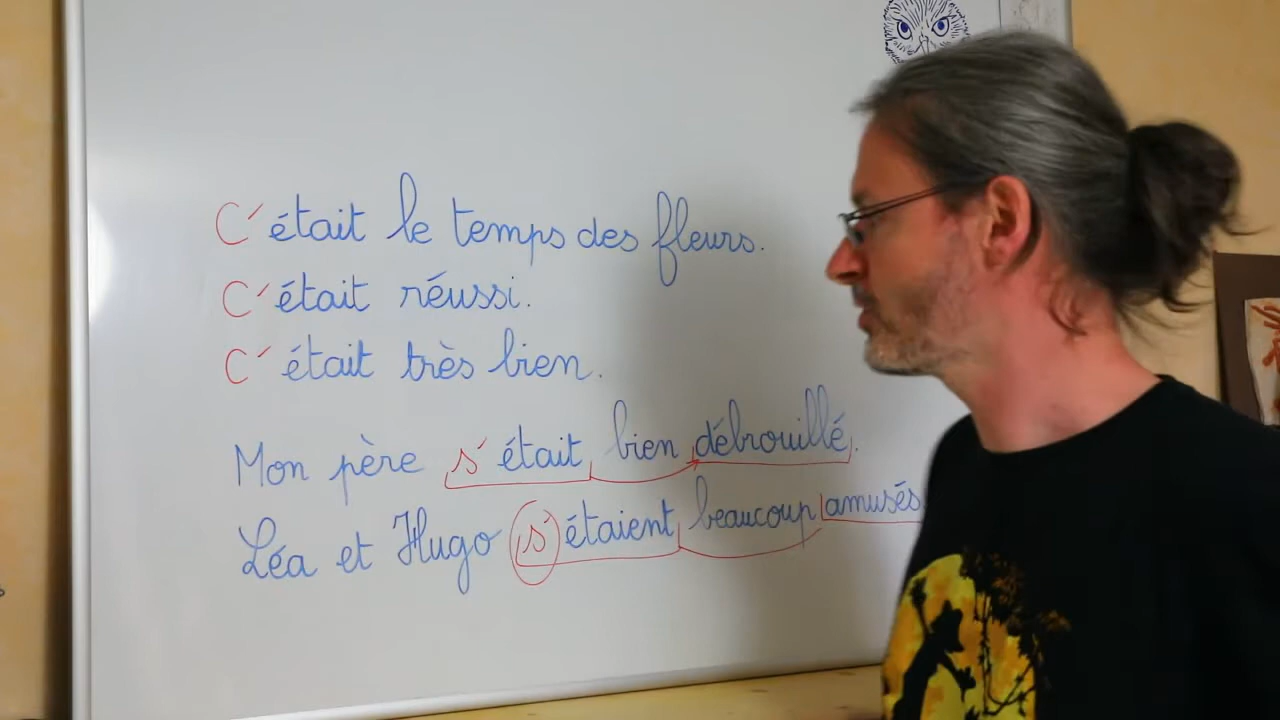 C'était le temps des fleurs.
C'était réussi.
C'était très bien.
Mon père s'était bien débrouillé.
Léa et Hugo s'étaient beaucoup amusés